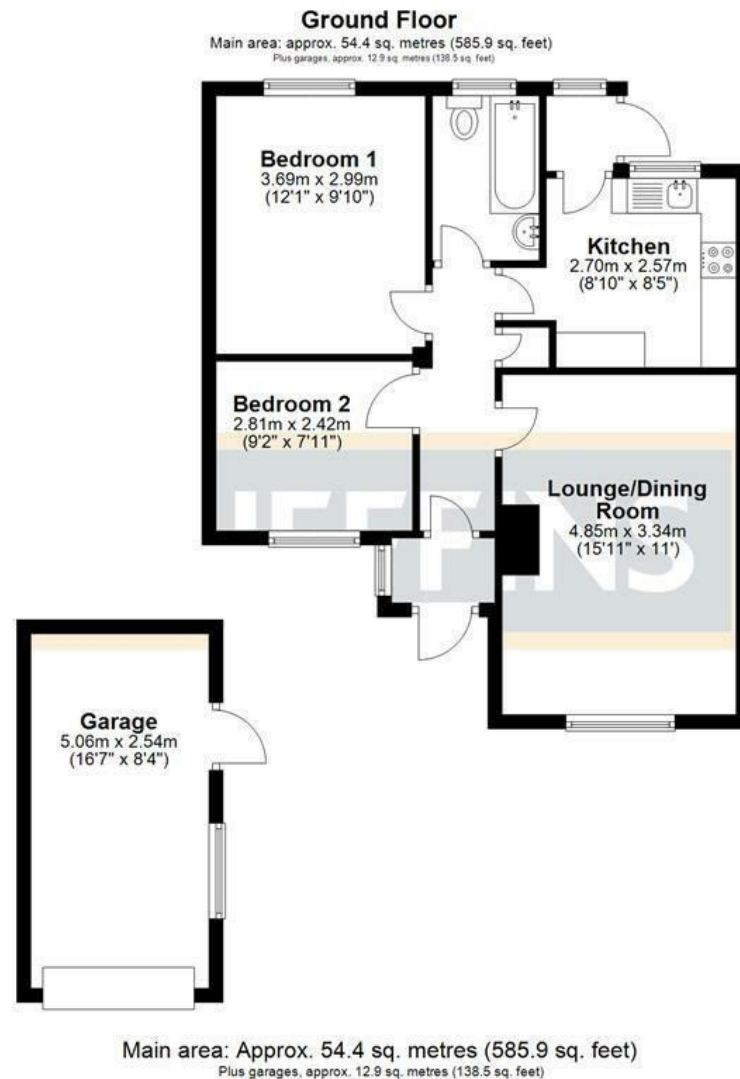 Ground Floor
Main area: approx. 54.4 sq. metres (585.9 sq. feet)
Plus garages, approx. 12.9 sq. metres (138.5 sq. feet)
Bedroom 1
3.69m x 2.99m
(12'1" x 9'10")
Kitchen
2.70m x 2.57m
(8'10" x 8'5")
Bedroom 2
2.81m x 2.42m
(9'2" x 7'11")
Lounge/Dining
Room
4.85m x 3.34m
(15'11" x 11')
Garage
5.06m x 2.54m
(16'7" x 8'4")
Main area: Approx. 54.4 sq. metres (585.9 sq. feet)
Plus garages, approx. 12.9 sq. metres (138.5 sq. feet)